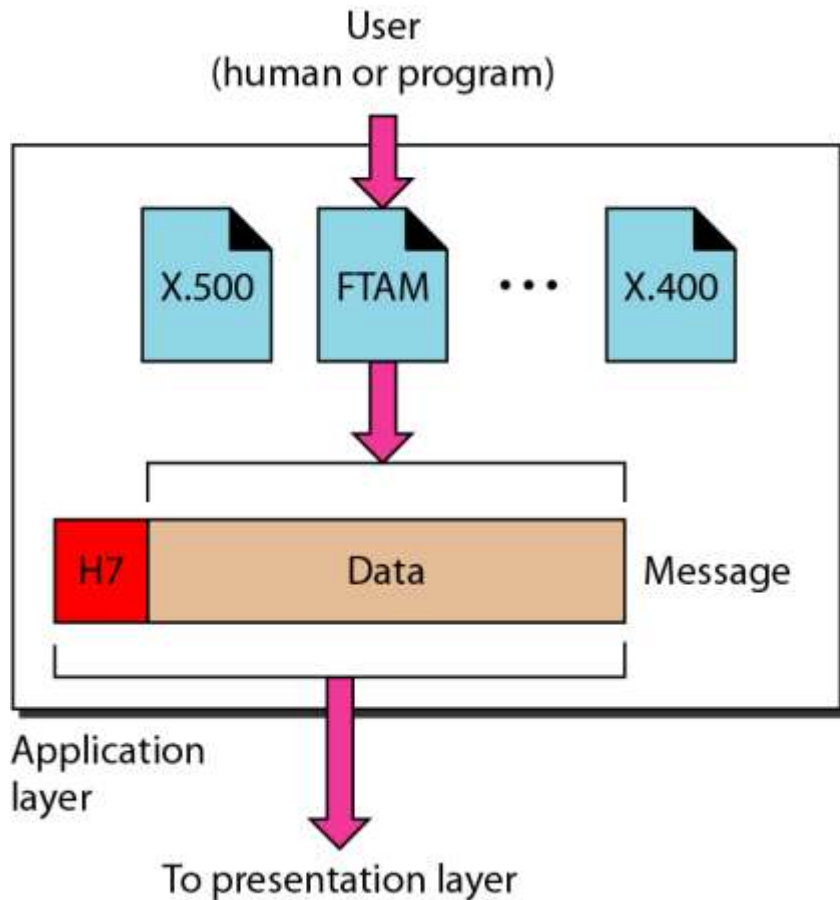 User
(human or program)
X.500 FTAM ... X.400
H7 Data Message
Application
layer
To presentation layer